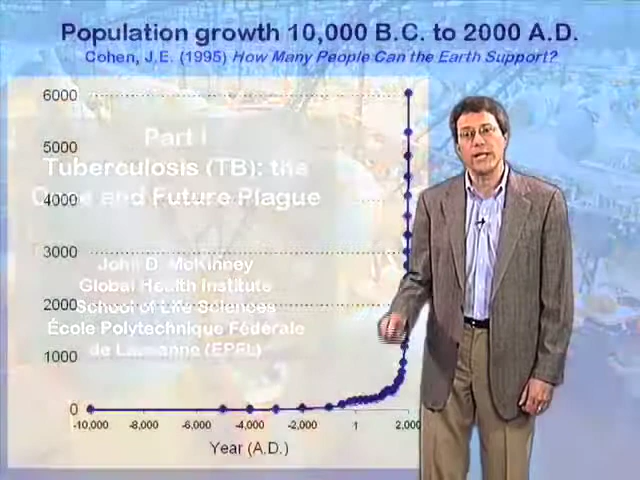 Population growth 10,000 B.C. to 2000 A.D.
Cohen, J.E. (1995) How Many People Can the Earth Support?
6000
5000
4000
3000
2000
1000
0
-10,000 -8,000 -6,000 -4,000 -2,000 1 2,000
Year (A.D.)
Part I
Tuberculosis (TB): the
Once and Future Plague
John D. McKinney
Global Health Institute
School of Life Sciences
École Polytechnique Fédérale
de Lausanne (EPFL)